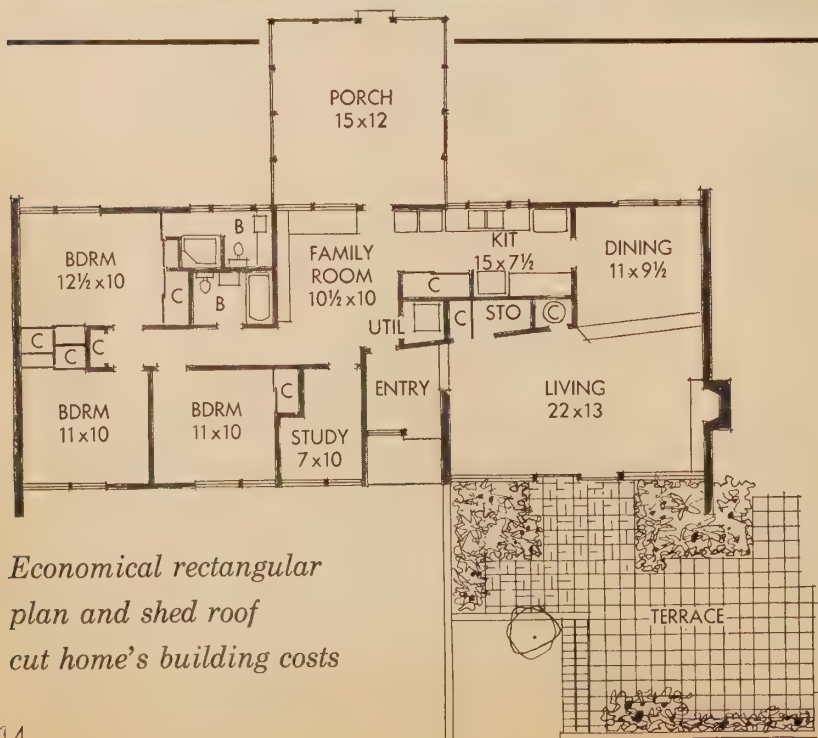 PORCH
15x12
BDRM
12½x10
B
C
B
FAMILY
ROOM
10½x10
KIT
15x7½
DINING
11x9½
C
UTIL
C
STO
C
C
C
C
BDRM
11x10
BDRM
11x10
C
STUDY
7x10
ENTRY
LIVING
22x13
TERRACE
Economical rectangular
plan and shed roof
cut home's building costs